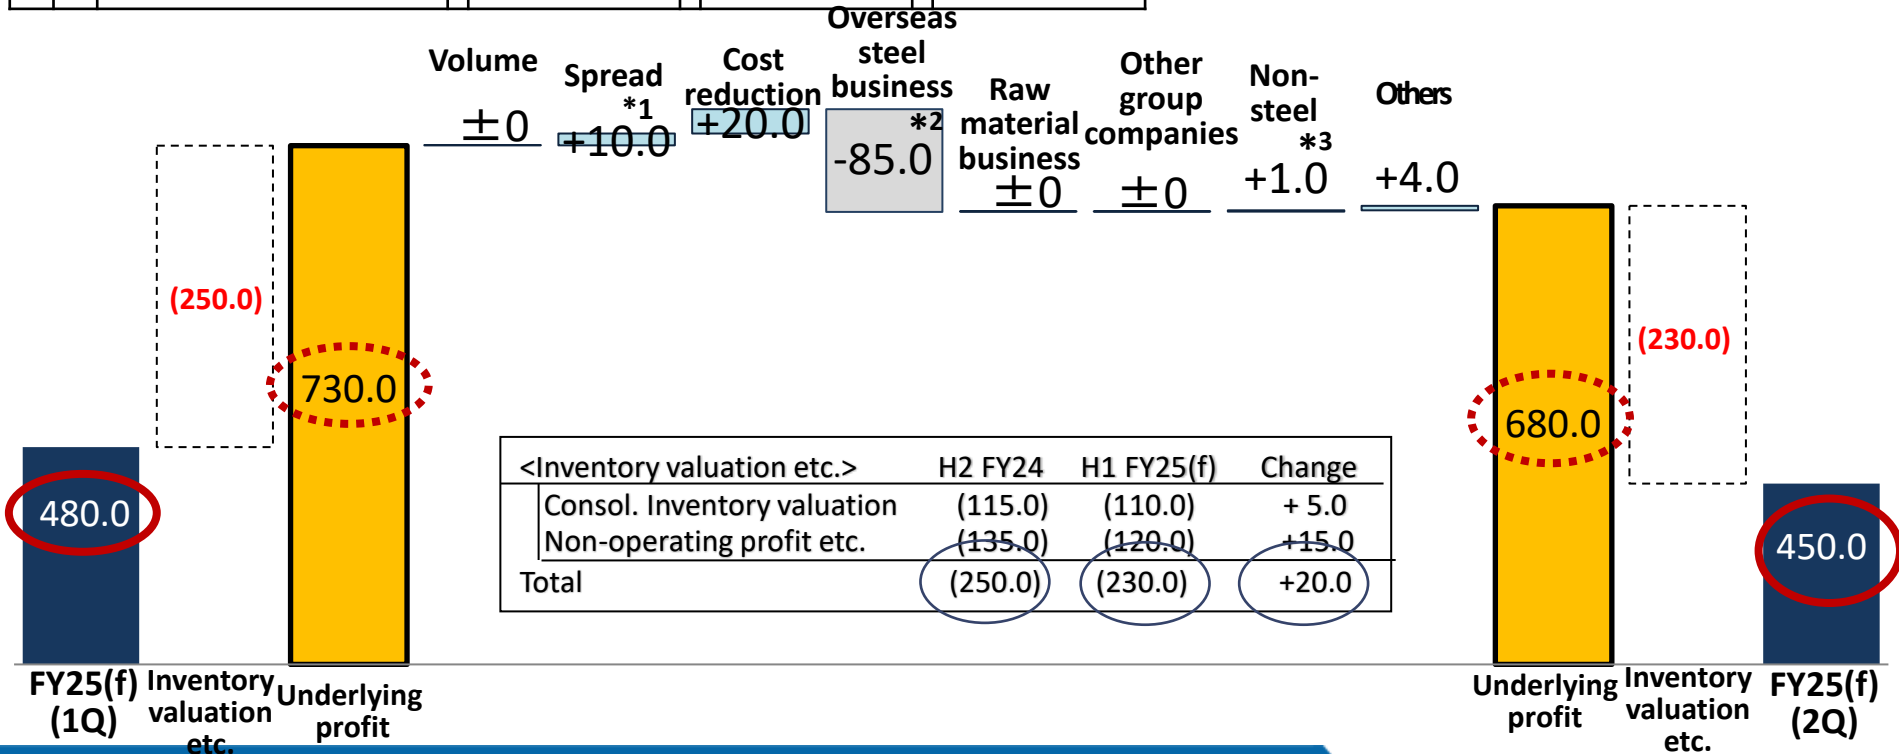 Volume
±0
Spread
*1
+10.0
Cost
reduction
+20.0
Overseas
steel
business
*2
-85.0
Raw
material
business
±0
Other
group
companies
±0
Non-
steel
*3
+1.0
Others
+4.0
(250.0)
730.0
480.0
680.0
(230.0)
450.0
<Inventory valuation etc.> H2 FY24 H1 FY25(f) Change
Consol. Inventory valuation (115.0) (110.0) + 5.0
Non-operating profit etc. (135.0) (120.0) +15.0
Total (250.0) (230.0) +20.0
FY25(f)
(1Q)
Inventory
valuation
etc.
Underlying
profit
Underlying
profit
Inventory
valuation
etc.
FY25(f)
(2Q)